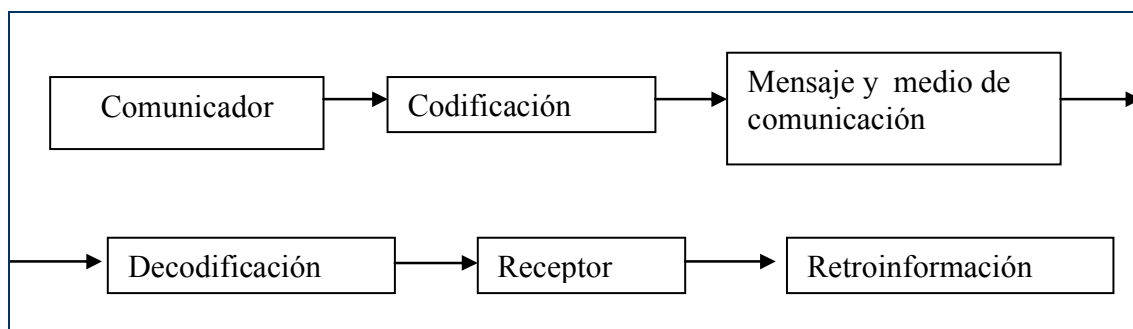 Comunicador
Codificación
Mensaje y medio de
comunicación
Decodificación
Receptor
Retroinformación